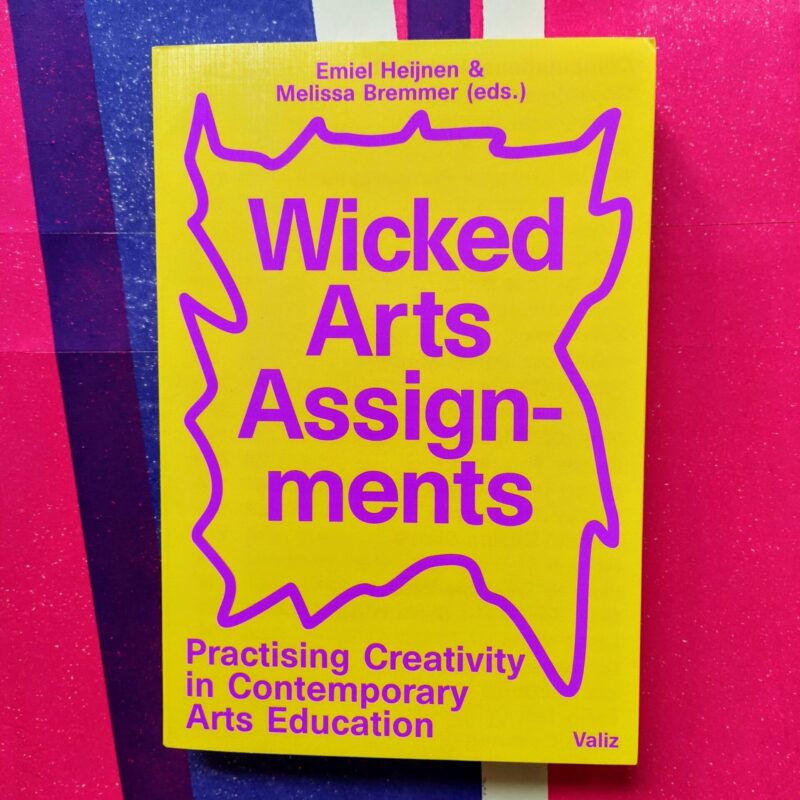 Emiel Heijnen &
Melissa Bremmer (eds.)
Wicked
Arts
Assign-
ments
Practising Creativity
in Contemporary
Arts Education
Valiz